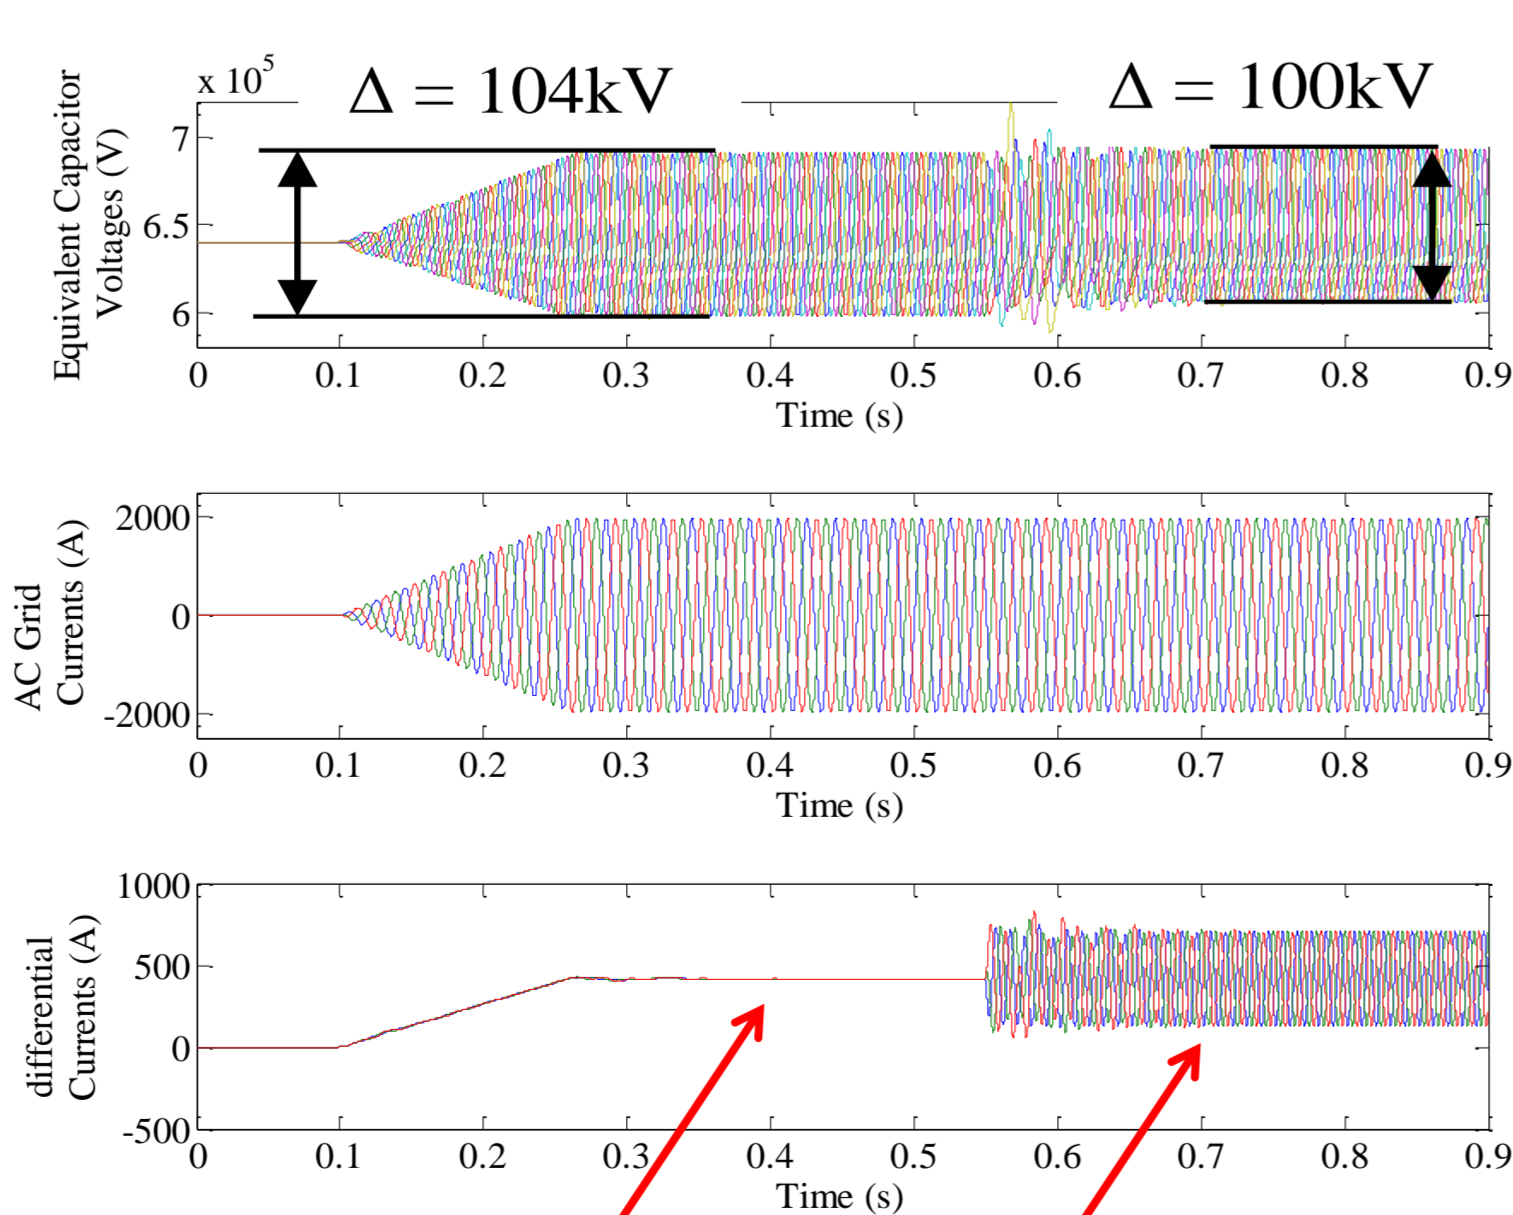 Δ = 104kV
Δ = 100kV
x 10^5
Equivalent Capacitor
Voltages (V)
7
6.5
6
0 0.1 0.2 0.3 0.4 0.5 0.6 0.7 0.8 0.9
Time (s)
AC Grid
Currents (A)
2000
0
-2000
0 0.1 0.2 0.3 0.4 0.5 0.6 0.7 0.8 0.9
Time (s)
differential
Currents (A)
1000
500
0
-500
0 0.1 0.2 0.3 0.4 0.5 0.6 0.7 0.8 0.9
Time (s)